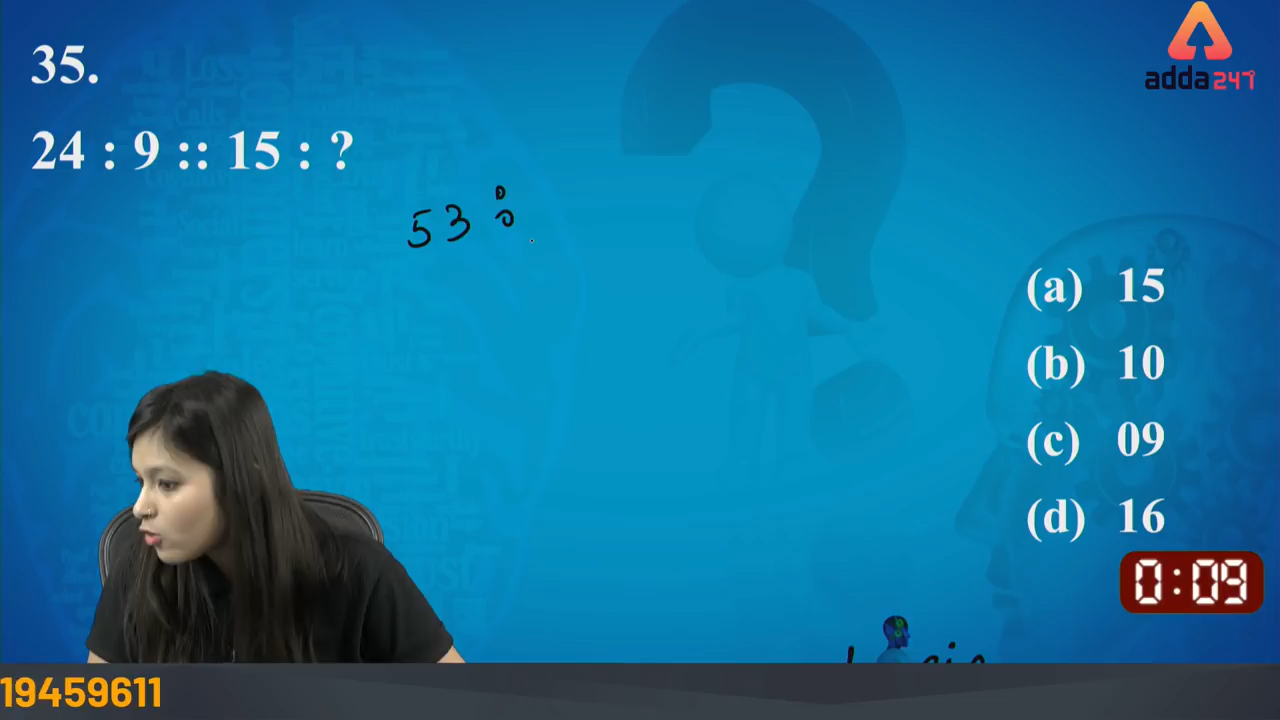 35.
adda247
24 : 9 :: 15 : ?
53 :
(a) 15
(b) 10
(c) 09
(d) 16
0:09
19459611